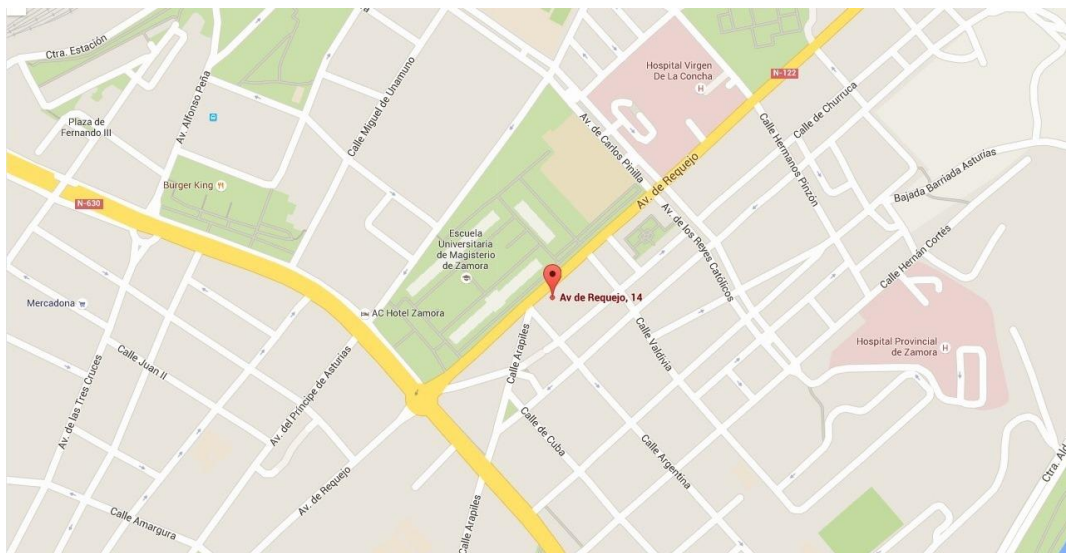 Ctra. Estación
Plaza de
Fernando III
Av. Alfonso Peña
Calle Miguel de Unamuno
Burger King
N-630
Mercadona
Av. de las Tres Cruces
Calle Juan II
Calle Amargura
Av. del Príncipe de Asturias
Av. de Requejo
AC Hotel Zamora
Escuela
Universitaria
de Magisterio
de Zamora
Av. de Carlos Pinilla
Hospital Virgen
De La Concha
H
N-122
Av. de Requejo
Calle de Churruca
Calle Hermanos Pinzón
Bajada Barriada Asturias
Av. de los Reyes Católicos
Calle Hernán Cortés
Av de Requejo, 14
Calle Arapiles
Calle Valdivia
Hospital Provincial
de Zamora
H
Calle de Cuba
Calle Argentina
Calle Arapiles
Ctra. Ald